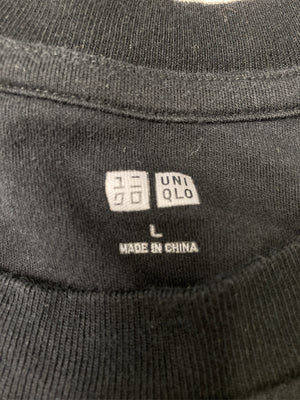 ユニ UNI
クロ QLO
L
MADE IN CHINA